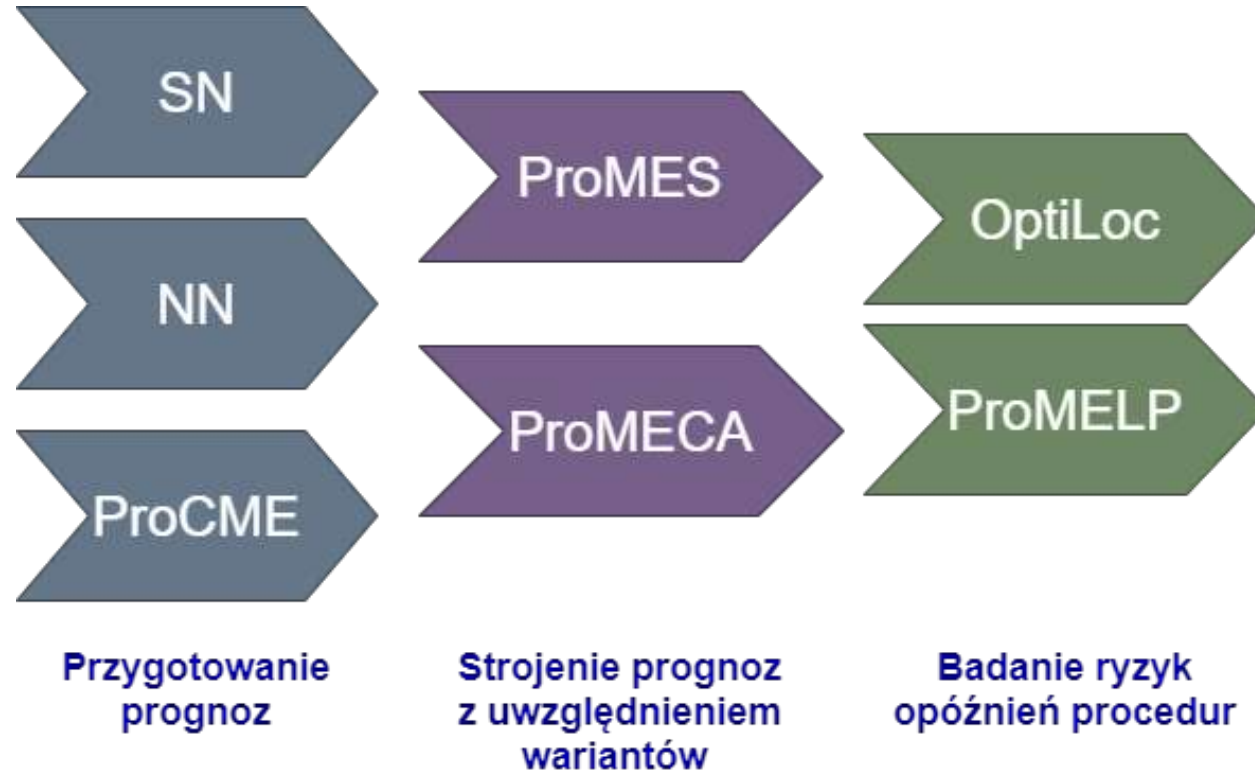 SN
NN
ProCME
Przygotowanie
prognoz
ProMES
ProMECA
Strojenie prognoz
z uwzględnieniem
wariantów
OptiLoc
ProMELP
Badanie ryzyk
opóźnień procedur